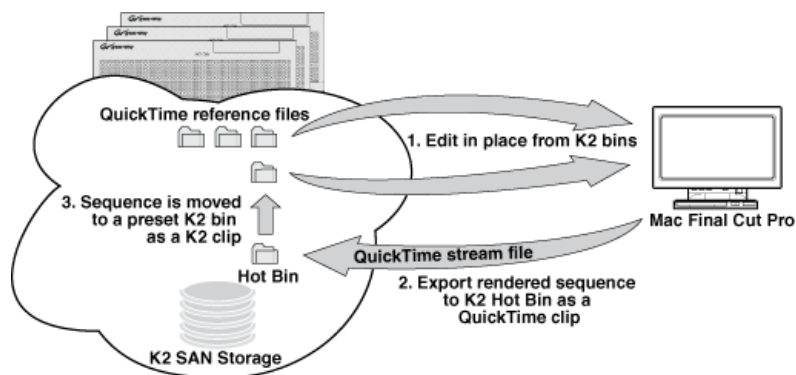 QuickTime reference files
1. Edit in place from K2 bins
3. Sequence is moved
to a preset K2 bin
as a K2 clip
Mac Final Cut Pro
QuickTime stream file
Hot Bin
2. Export rendered sequence
to K2 Hot Bin as a
QuickTime clip
K2 SAN Storage